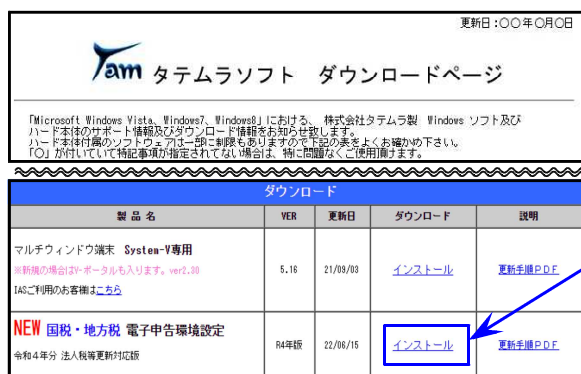 更新日:〇〇年〇月〇日
Tam タテムラソフト ダウンロードページ
「Microsoft Windows Vista、Windows7、Windows8」における、 株式会社タテムラ製 Windows ソフト及び
ハード本体のサポート情報及びダウンロード情報をお知らせ致します。
ハード本体付属のソフトウェアは一部に制限もありますので下記の表をよくお確かめ下さい。
「〇」が付いていて特記事項が指定されてない場合は、特に問題なくご使用頂けます。
ダウンロード
製品名 VER 更新日 ダウンロード 説明
マルチウィンドウ端末 System-V専用
※新規の場合はV-ポータルも入ります。ver2.30
IASご利用のお客様はこちら
5.16 21/09/03 インストール 更新手順PDF
NEW 国税・地方税 電子申告環境設定
令和4年分 法人税等更新対応版
R4年版 22/06/15 インストール 更新手順PDF